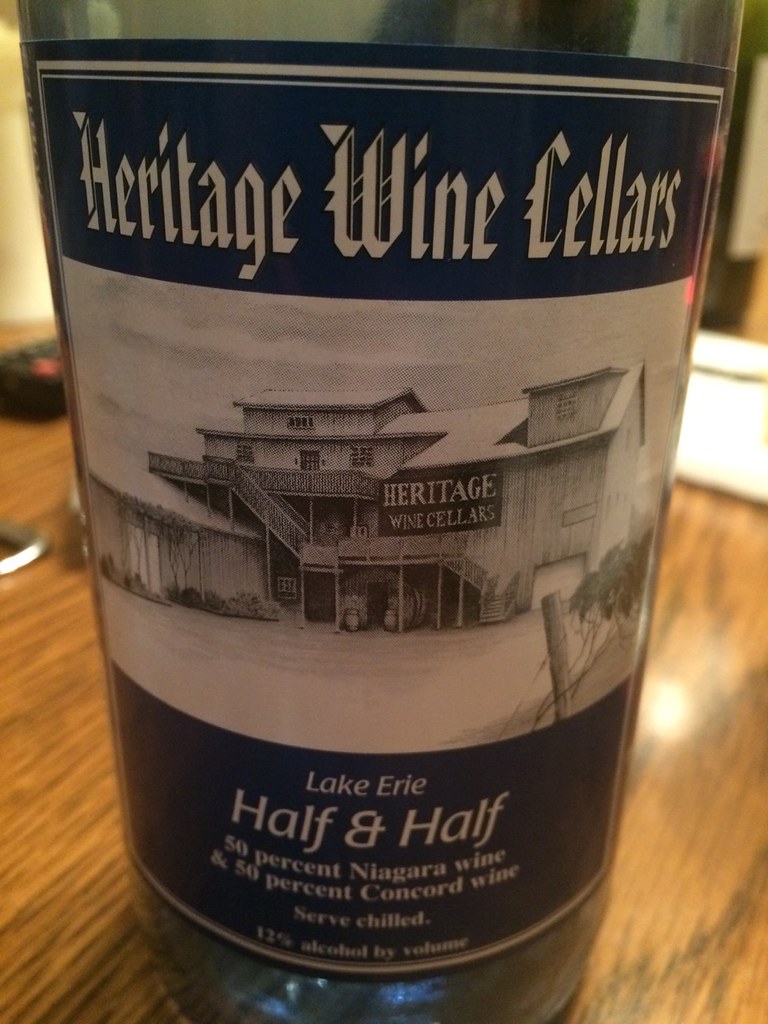 Heritage Wine Cellars
HERITAGE
WINE CELLARS
Lake Erie
Half & Half
50 percent Niagara wine
& 50 percent Concord wine
Serve chilled.
12% alcohol by volume